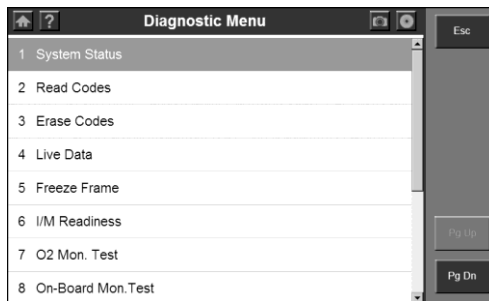 ?
Diagnostic Menu
Esc
1 System Status
2 Read Codes
3 Erase Codes
4 Live Data
5 Freeze Frame
6 I/M Readiness
7 O2 Mon. Test
8 On-Board Mon.Test
Pg Up
Pg Dn